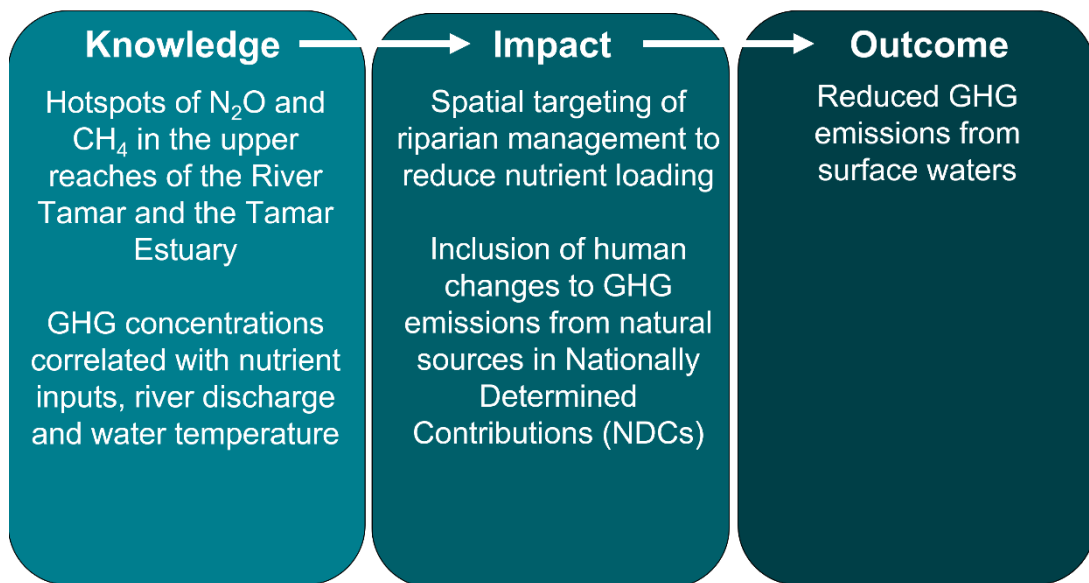 Knowledge
Hotspots of N₂O and
CH₄ in the upper
reaches of the River
Tamar and the Tamar
Estuary
GHG concentrations
correlated with nutrient
inputs, river discharge
and water temperature
Impact
Spatial targeting of
riparian management to
reduce nutrient loading
Inclusion of human
changes to GHG
emissions from natural
sources in Nationally
Determined
Contributions (NDCs)
Outcome
Reduced GHG
emissions from
surface waters